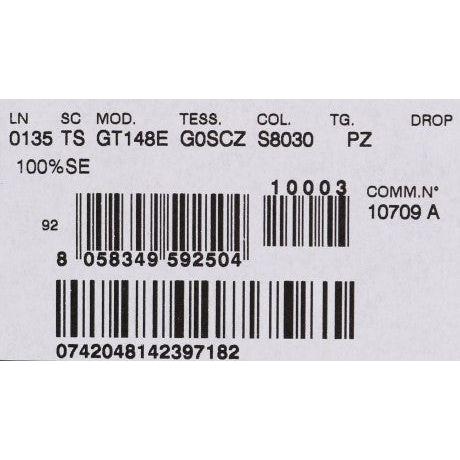 LN SC MOD. TESS. COL. TG. DROP
0135 TS GT148E G0SCZ S8030 PZ
100%SE
10003
COMM.N°
10709 A
92
8 058349 592504
0742048142397182